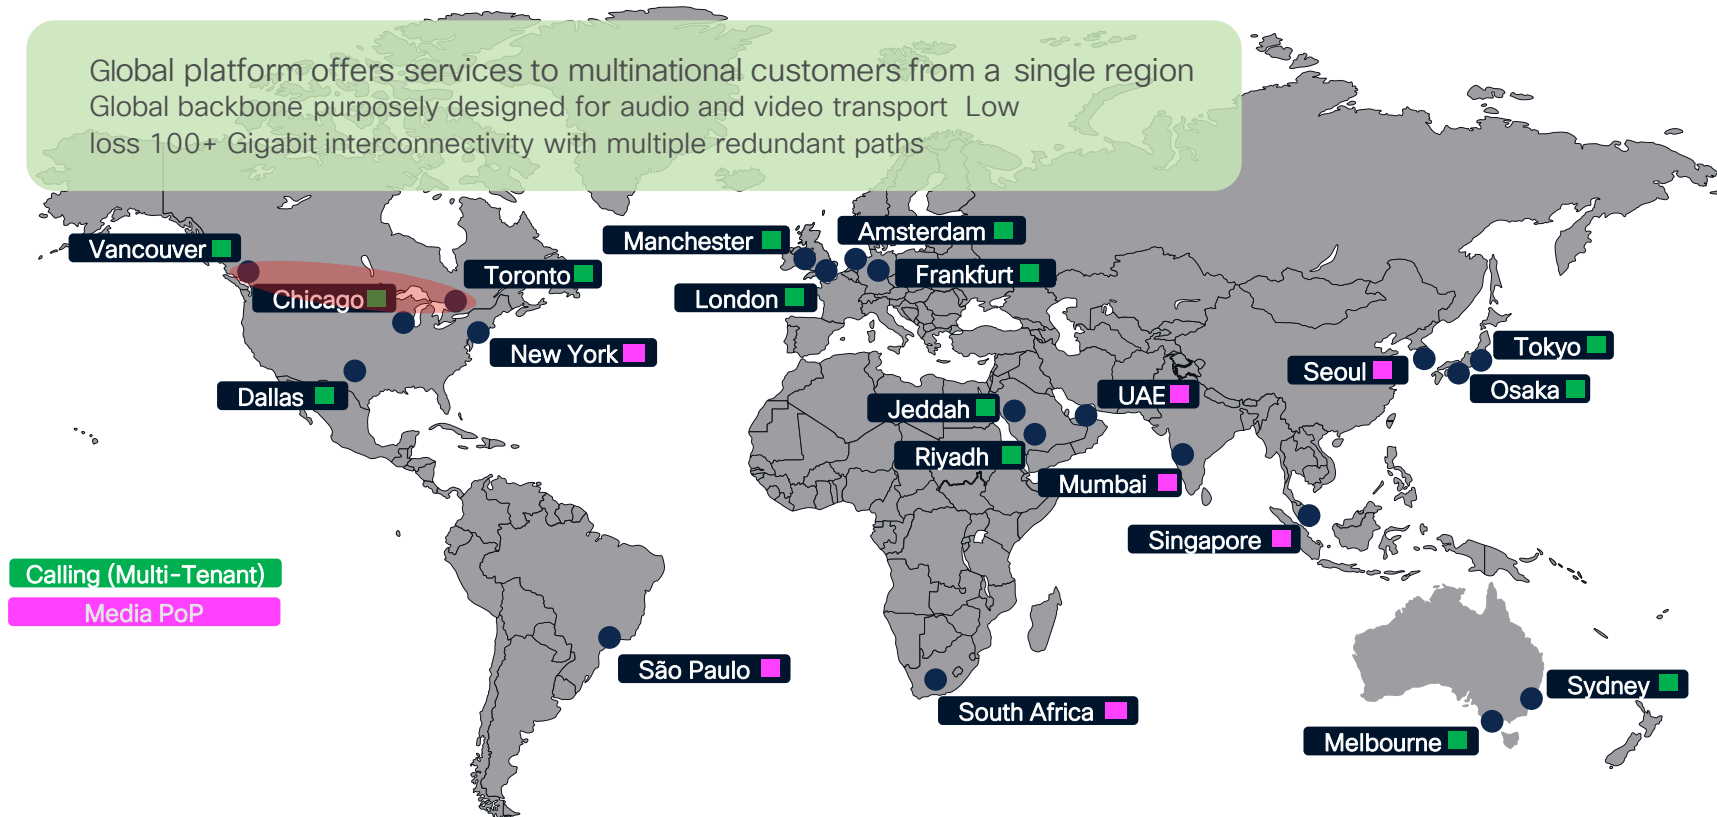 Global platform offers services to multinational customers from a single region
Global backbone purposely designed for audio and video transport Low
loss 100+ Gigabit interconnectivity with multiple redundant paths
Vancouver
Manchester
Amsterdam
Toronto
Frankfurt
Chicago
London
New York
Tokyo
Seoul
Osaka
Dallas
UAE
Jeddah
Riyadh
Mumbai
Singapore
Calling (Multi-Tenant)
Media PoP
São Paulo
Sydney
South Africa
Melbourne